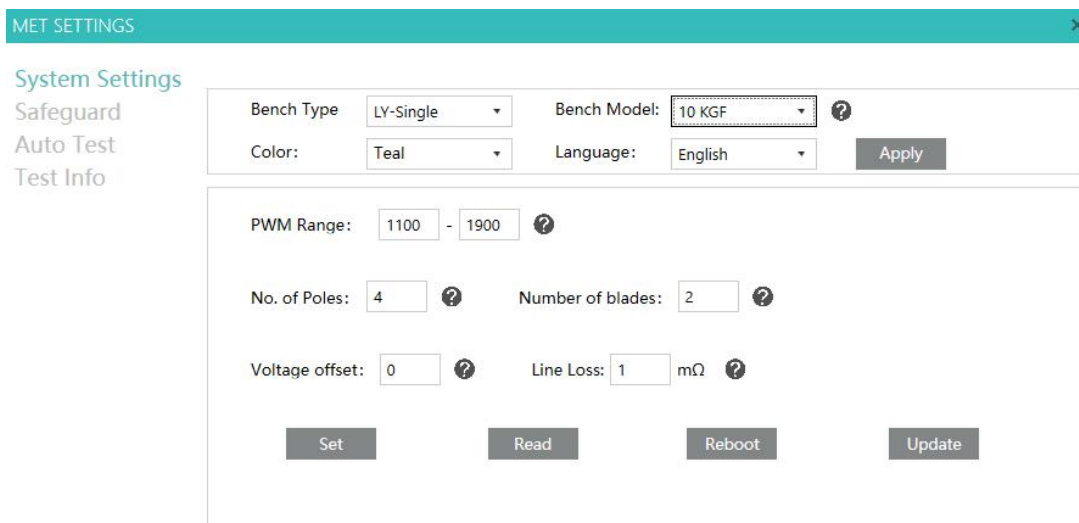 MET SETTINGS
System Settings
Safeguard
Auto Test
Test Info
Bench Type LY-Single Bench Model: 10 KGF ?
Color: Teal Language: English Apply
PWM Range: 1100 - 1900 ?
No. of Poles: 4 ? Number of blades: 2 ?
Voltage offset: 0 ? Line Loss: 1 mΩ ?
Set Read Reboot Update